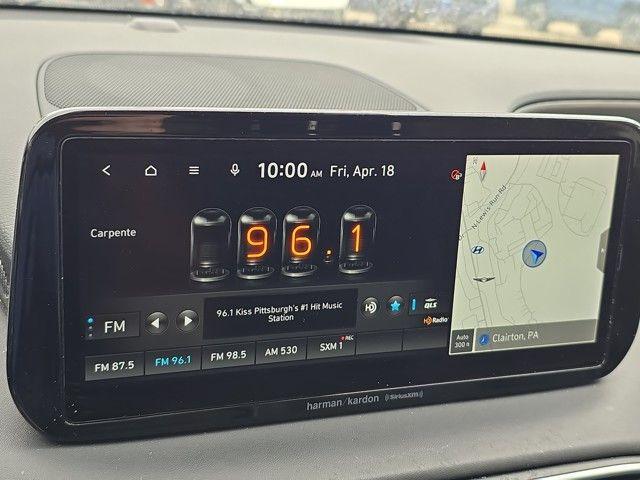 10:00 AM Fri, Apr. 18
Carpente
96.1
96.1 Kiss Pittsburgh's #1 Hit Music
Station
FM
HD
HD Radio
FM 87.5
FM 96.1
FM 98.5
AM 530
SXM 1
REC
N Lewis Run Rd
Auto
300 ft
Clairton, PA
harman/kardon
((SiriusXM))